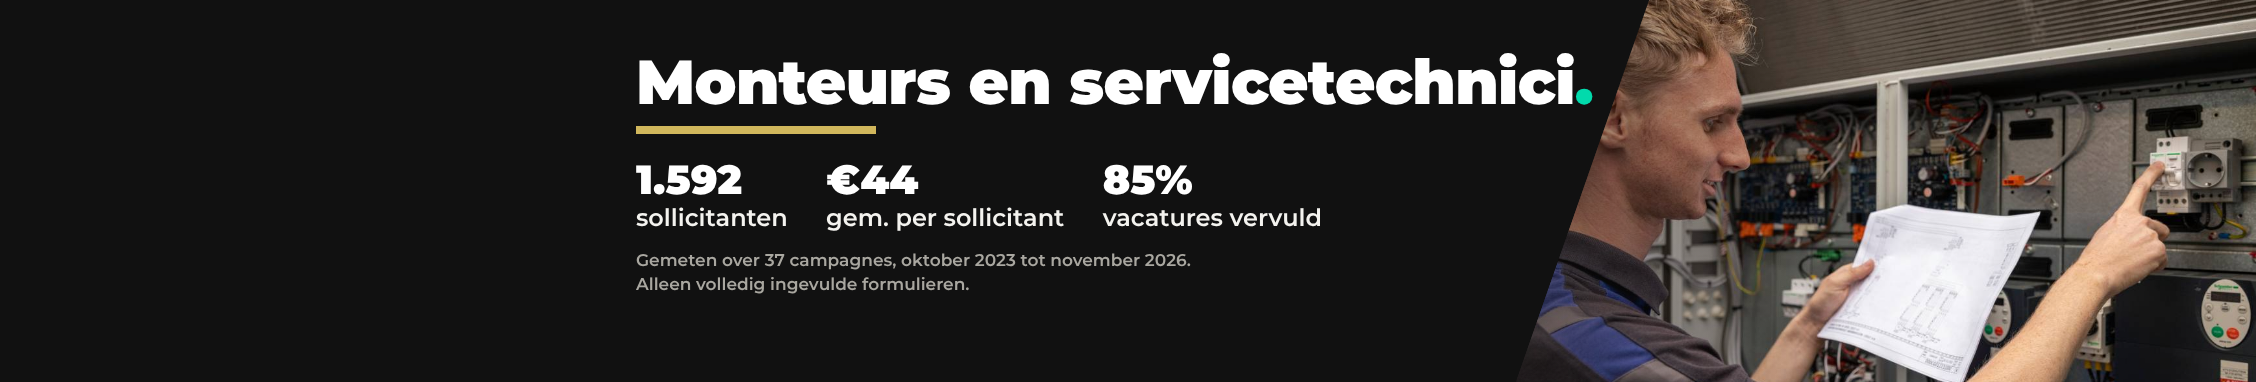 Monteurs en servicetechnici.
1.592
sollicitanten
€44
gem. per sollicitant
85%
vacatures vervuld
Gemeten over 37 campagnes, oktober 2023 tot november 2026.
Alleen volledig ingevulde formulieren.